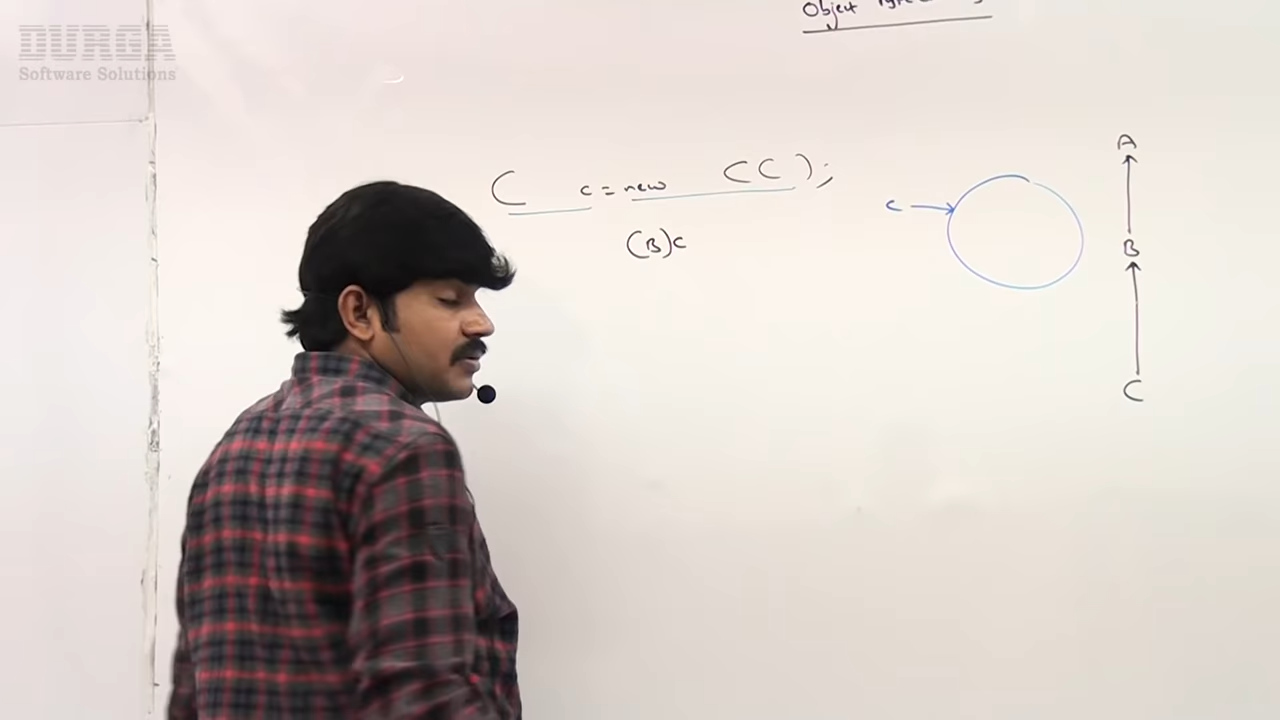 DURGA
Software Solutions
Object
C c = new C();
(B)c
c
A
B
C